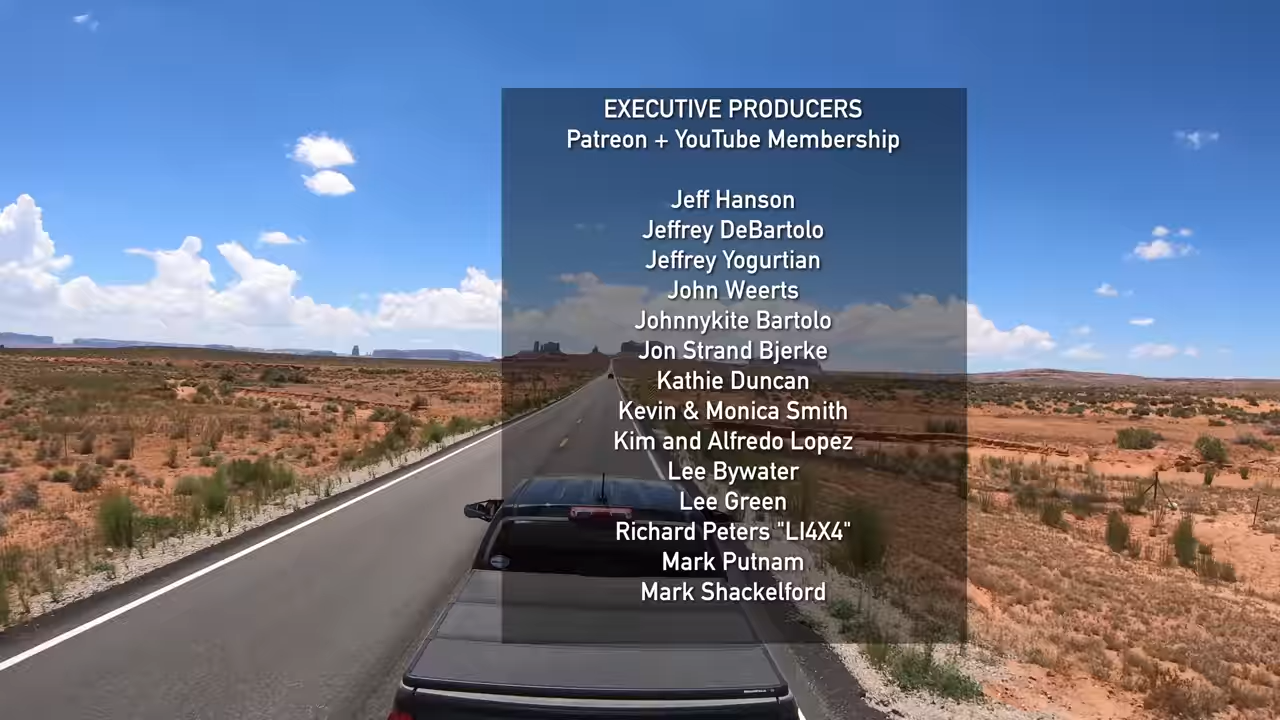 EXECUTIVE PRODUCERS
Patreon + YouTube Membership
Jeff Hanson
Jeffrey DeBartolo
Jeffrey Yogurtian
John Weerts
Johnnykite Bartolo
Jon Strand Bjerke
Kathie Duncan
Kevin & Monica Smith
Kim and Alfredo Lopez
Lee Bywater
Lee Green
Richard Peters "LI4X4"
Mark Putnam
Mark Shackelford